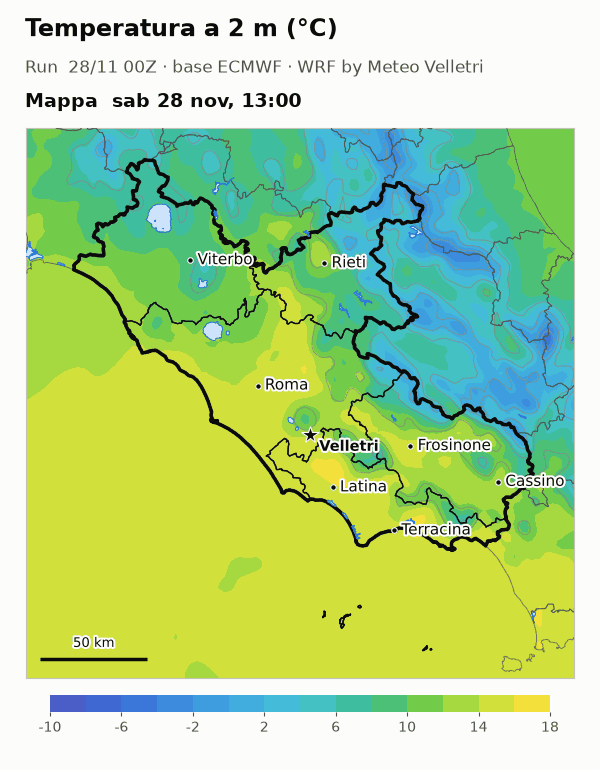 Temperatura a 2 m (°C)
Run  28/11 00Z · base ECMWF · WRF by Meteo Velletri
Mappa  sab 28 nov, 13:00
Viterbo
Rieti
Roma
Velletri
Frosinone
Cassino
Latina
Terracina
50 km
-10 -6 -2 2 6 10 14 18